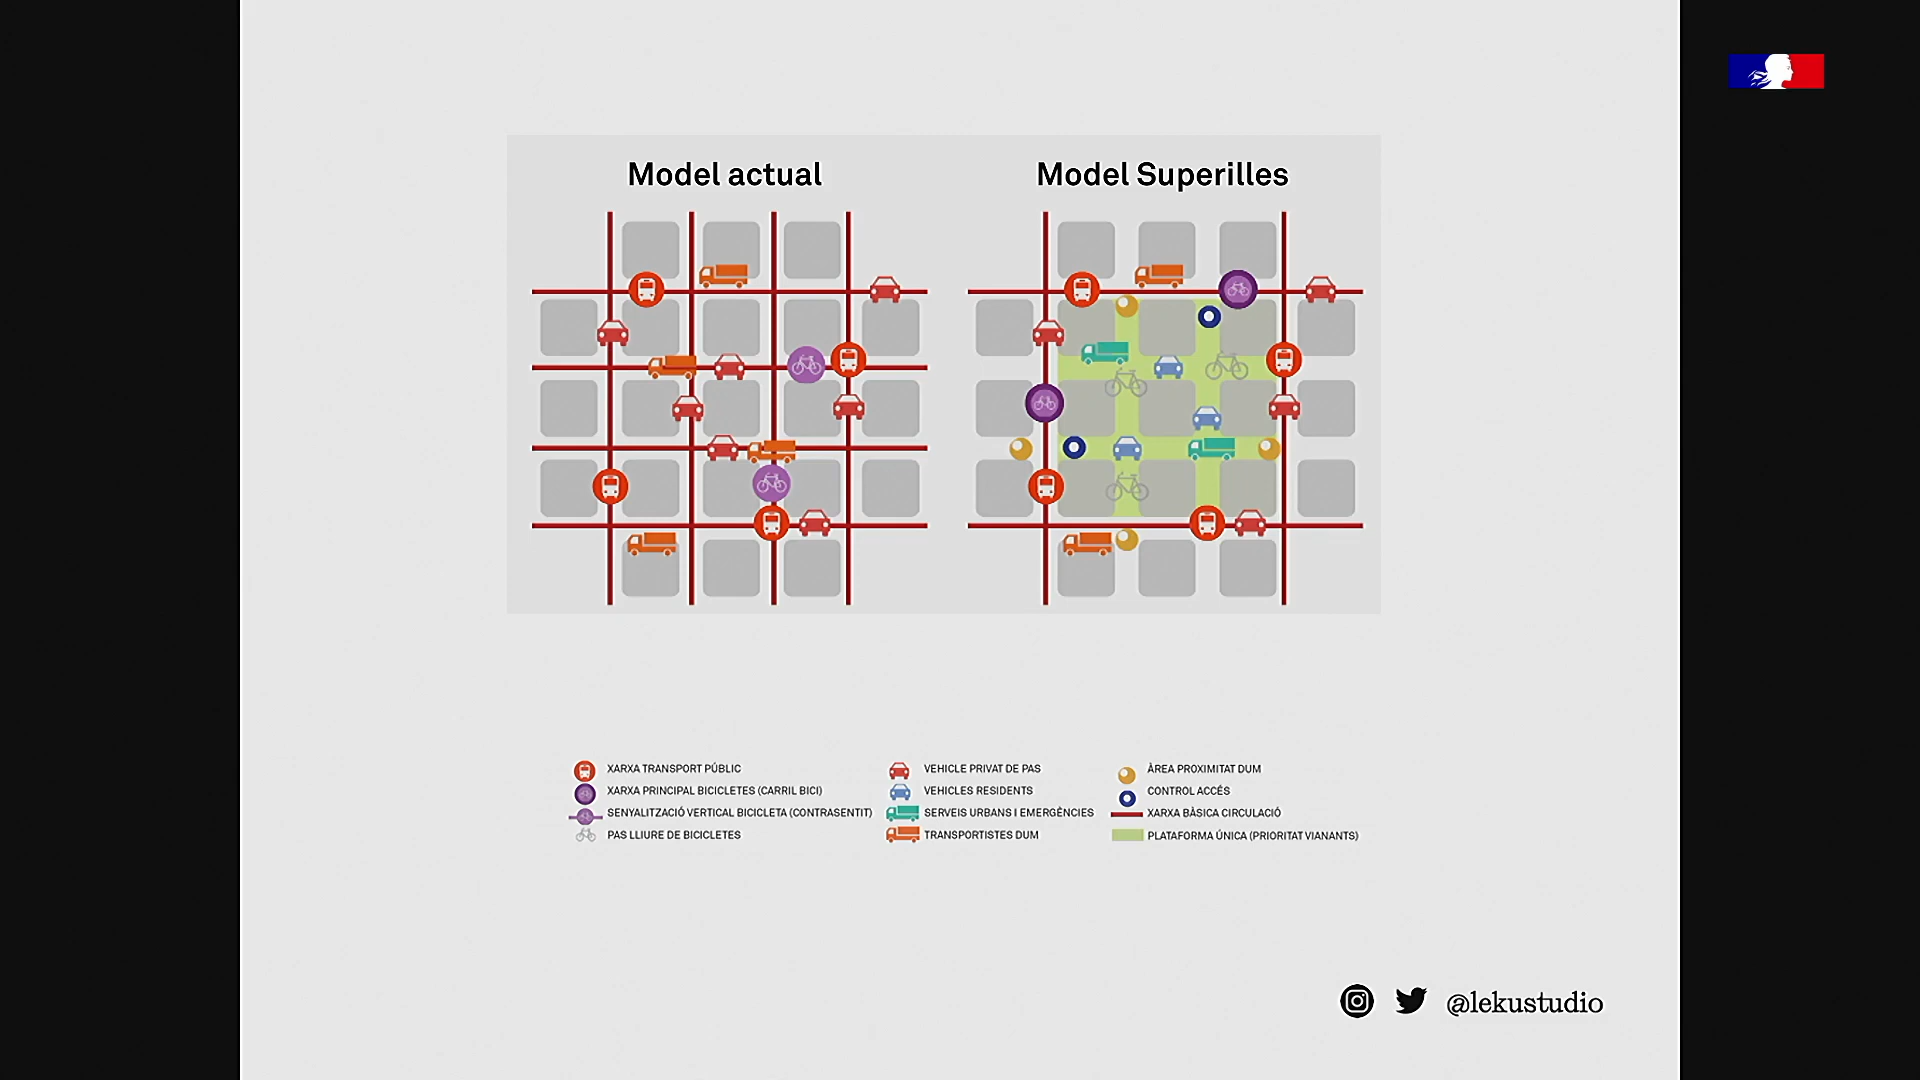 Model actual
Model Superilles
XARXA TRANSPORT PÚBLIC
XARXA PRINCIPAL BICICLETES (CARRIL BICI)
SENYALITZACIÓ VERTICAL BICICLETA (CONTRASENTIT)
PAS LLIURE DE BICICLETES
VEHICLE PRIVAT DE PAS
VEHICLES RESIDENTS
SERVEIS URBANS I EMERGÈNCIES
TRANSPORTISTES DUM
ÀREA PROXIMITAT DUM
CONTROL ACCÉS
XARXA BÀSICA CIRCULACIÓ
PLATAFORMA ÚNICA (PRIORITAT VIANANTS)
@lekustudio